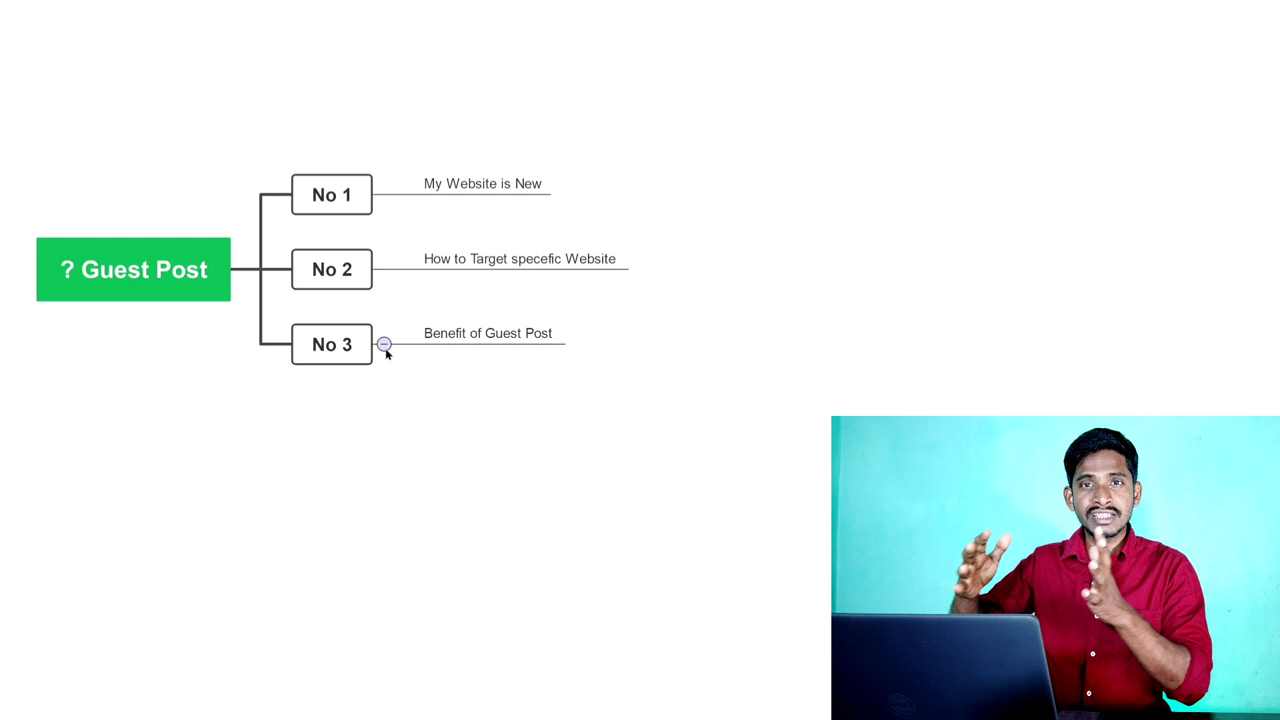 ? Guest Post
No 1
My Website is New
No 2
How to Target specefic Website
No 3
Benefit of Guest Post